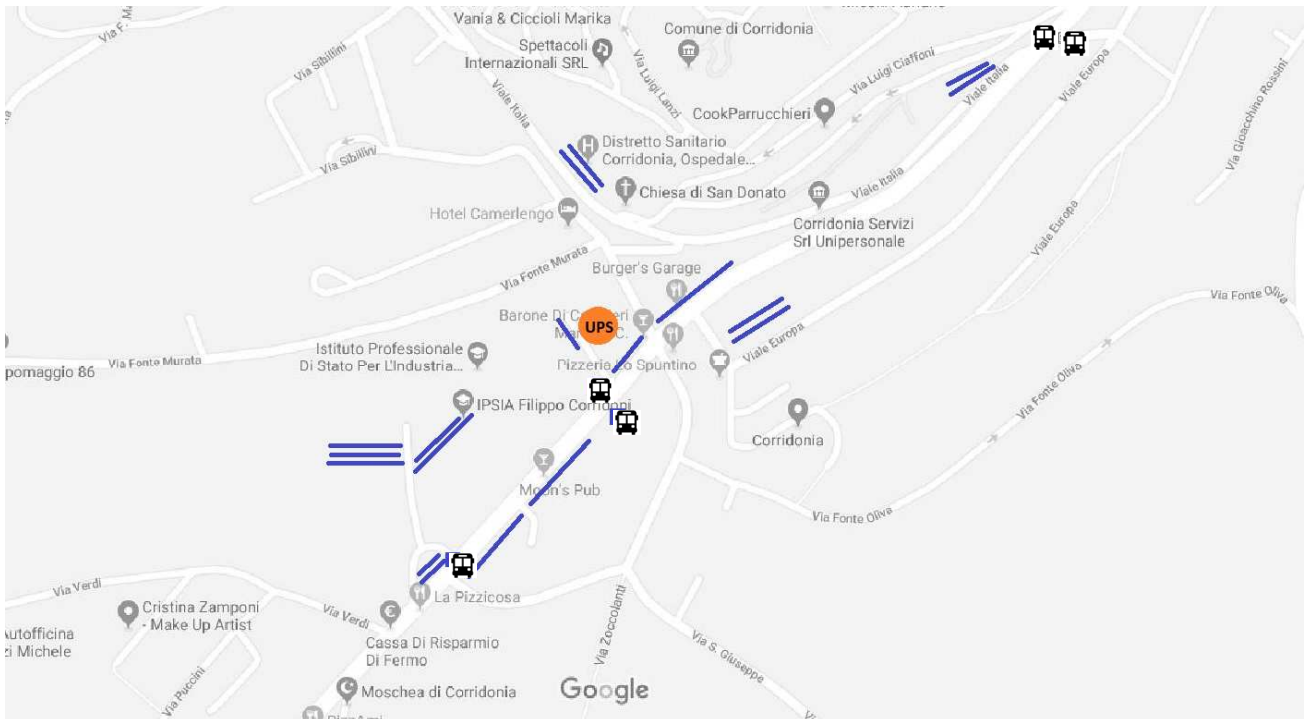 Via F. M
Vania & Ciccioli Marika
Spettacoli
Internazionali SRL
Comune di Corridonia
Via Sibillini
Viale Italia
Via Luigi Lanzi
Via Luigi Ciaffoni
Viale Italia
Viale Europa
Via Gioacchino Rossini
CookParrucchieri
Via Sibillini
Distretto Sanitario
Corridonia, Ospedale...
Chiesa di San Donato
Viale Italia
Hotel Camerlengo
Corridonia Servizi
Srl Unipersonale
Viale Europa
Via Fonte Murata
Burger's Garage
Via Fonte Oliva
Barone Di
UPS
Istituto Professionale
Di Stato Per L'Industria...
Pizzeria Lo Spuntino
Viale Europa
Via Fonte Murata
pomaggio 86
Via Fonte Oliva
IPSIA Filippo Corridoni
Corridonia
Moon's Pub
Via Fonte Oliva
Via Verdi
La Pizzicosa
Cristina Zamponi
- Make Up Artist
Via Verdi
Autofficina
zi Michele
Cassa Di Risparmio
Di Fermo
Via Zoccolanti
Via S. Giuseppe
Via Puccini
Moschea di Corridonia
Google